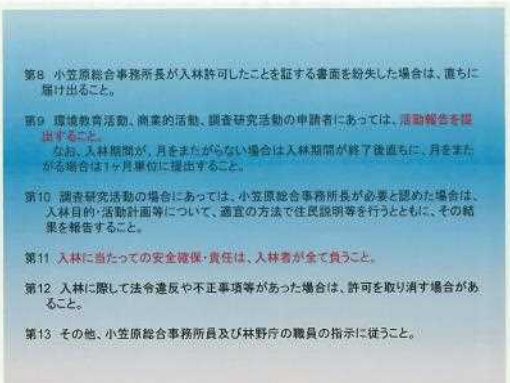 第8 小笠原総合事務所長が入林許可したことを証する書面を紛失した場合は、直ちに
届け出ること。
第9 環境教育活動、商業的活動、調査研究活動の申請者にあっては、活動報告を提
出すること。
なお、入林期間が、月をまたがらない場合は入林期間が終了後直ちに、月をまた
がる場合は1ヶ月単位に提出すること。
第10 調査研究活動の場合にあっては、小笠原総合事務所長が必要と認めた場合は、
入林目的・活動計画等について、適宜の方法で住民説明等を行うとともに、その結
果を報告すること。
第11 入林に当たっての安全確保・責任は、入林者が全て負うこと。
第12 入林に際して法令違反や不正事項等があった場合は、許可を取り消す場合があ
ること。
第13 その他、小笠原総合事務所員及び林野庁の職員の指示に従うこと。